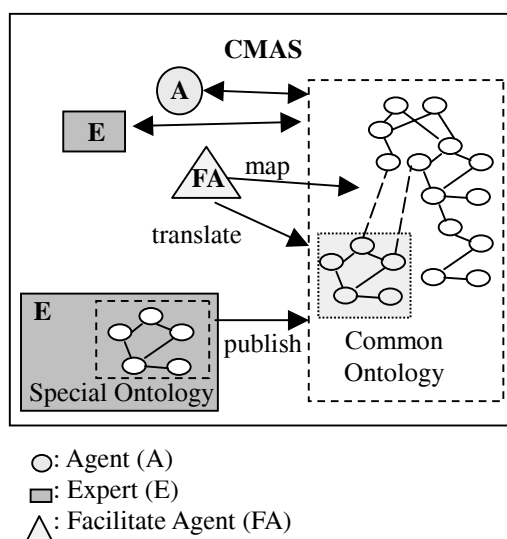 CMAS
A
E
FA
map
translate
E
Special Ontology
publish
Common
Ontology
: Agent (A)
: Expert (E)
: Facilitate Agent (FA)